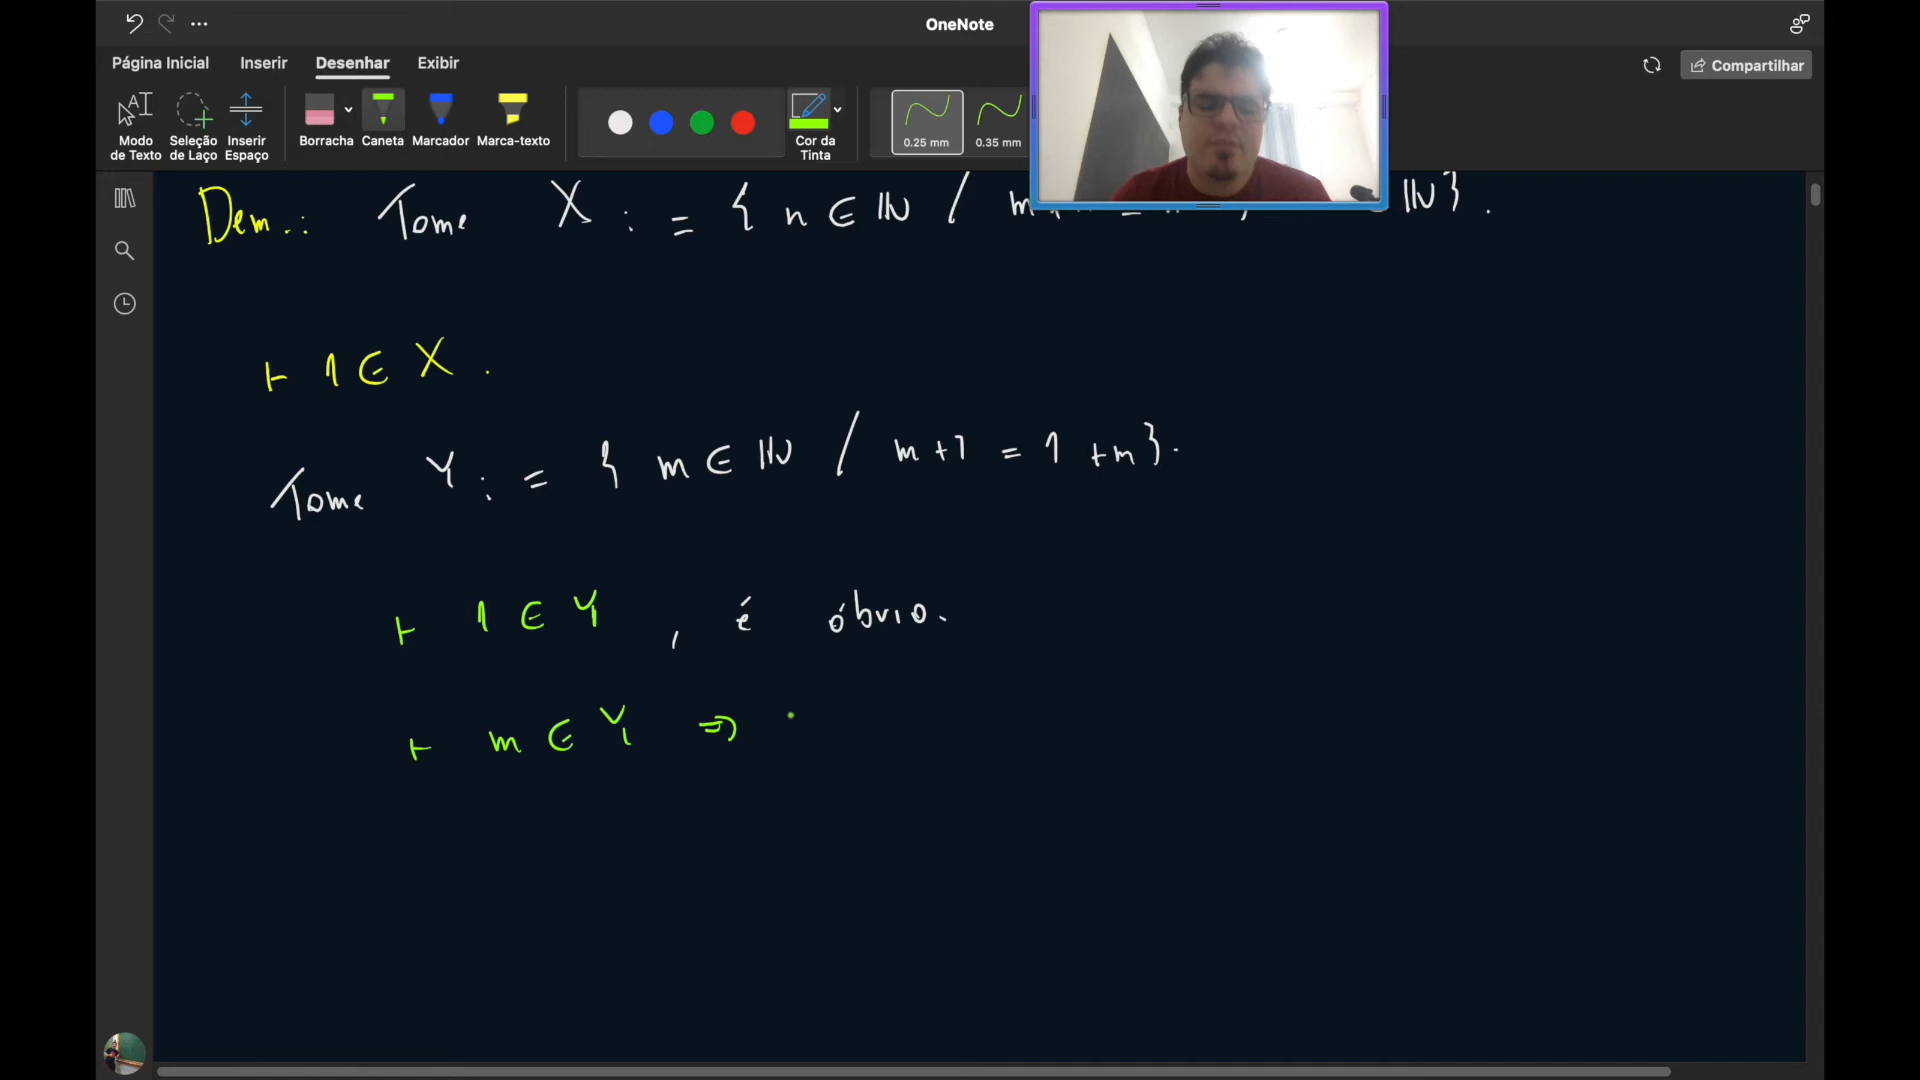 OneNote
Página Inicial Inserir Desenhar Exibir
Compartilhar
Modo de Texto Seleção de Laço Inserir Espaço Borracha Caneta Marcador Marca-texto Cor da Tinta 0.25 mm 0.35 mm
Dem.: Tome X := { n ∈ ℕ / m + ℕ } .
⊢ 1 ∈ X .
Tome Y := { m ∈ ℕ / m + 1 = 1 + m } .
⊢ 1 ∈ Y , é óbvio.
⊢ m ∈ Y ⇒